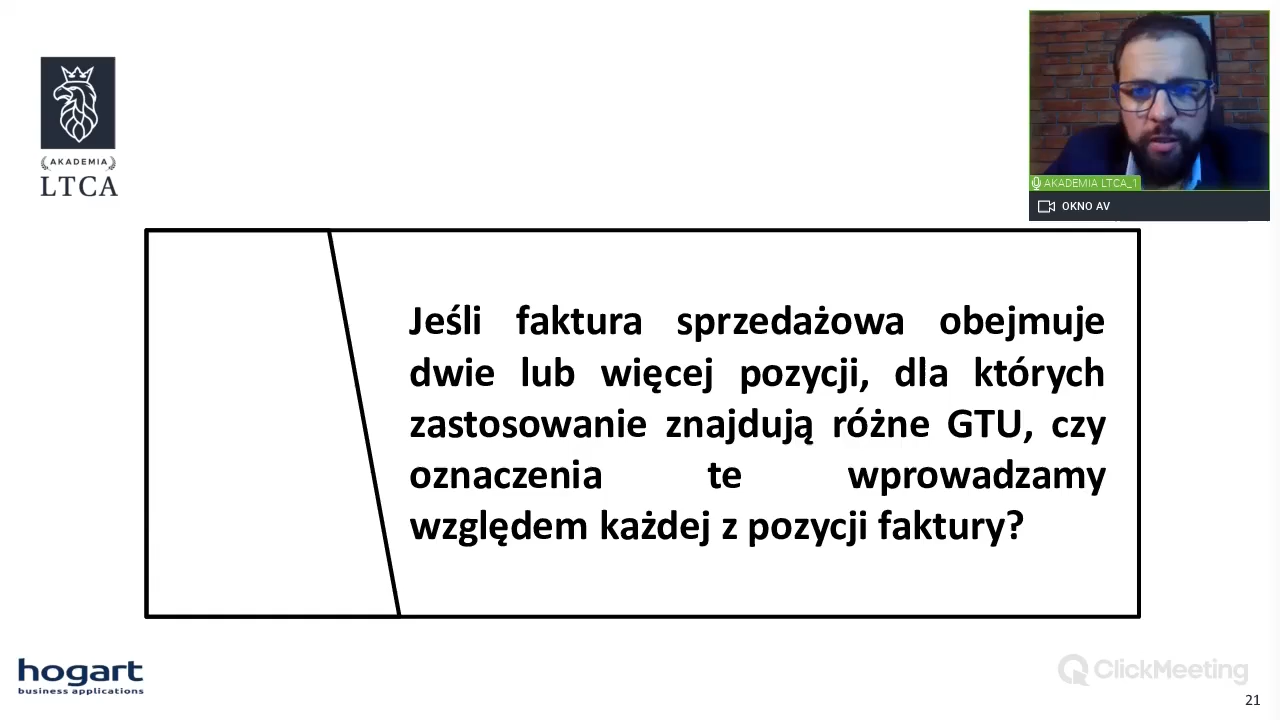 AKADEMIA
LTCA
AKADEMIA LTCA_1
OKNO AV
Jeśli faktura sprzedażowa obejmuje
dwie lub więcej pozycji, dla których
zastosowanie znajdują różne GTU, czy
oznaczenia te wprowadzamy
względem każdej z pozycji faktury?
hogart
business applications
ClickMeeting
21